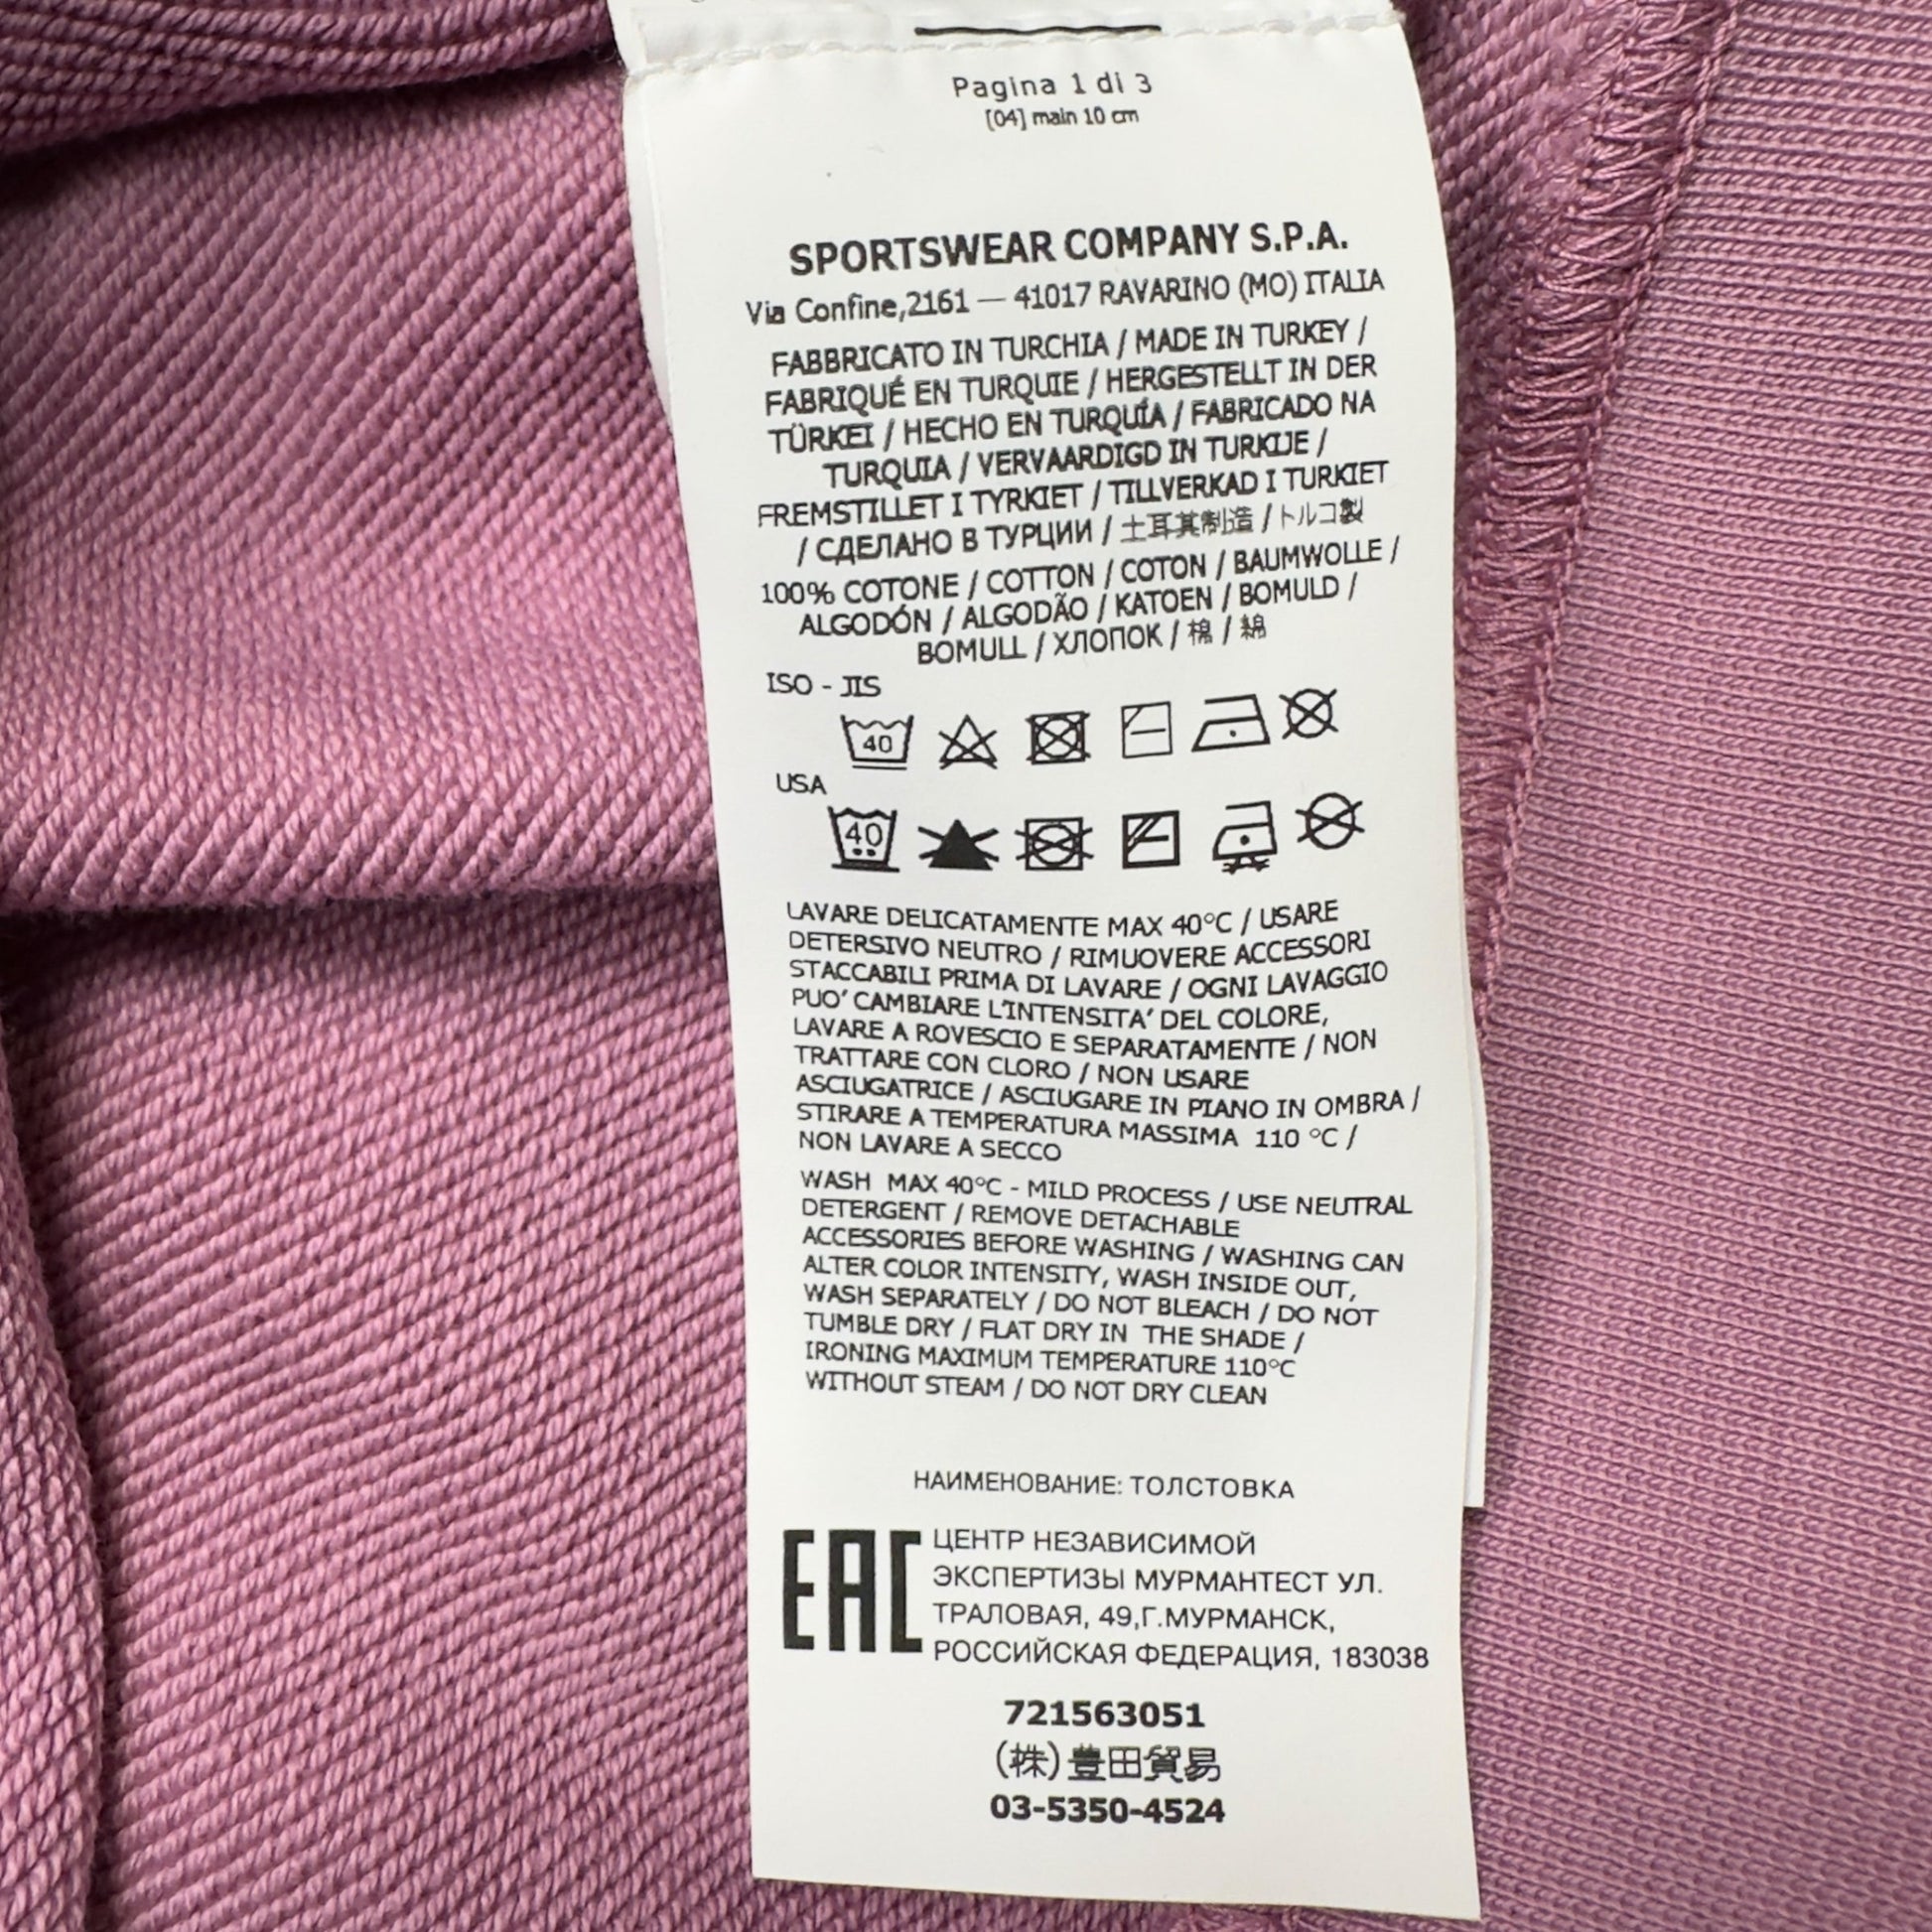 Pagina 1 di 3
[04] main 10 cm
SPORTSWEAR COMPANY S.P.A.
Via Confine,2161 — 41017 RAVARINO (MO) ITALIA
FABBRICATO IN TURCHIA / MADE IN TURKEY /
FABRIQUÉ EN TURQUIE / HERGESTELLT IN DER
TÜRKEI / HECHO EN TURQUÍA / FABRICADO NA
TURQUIA / VERVAARDIGD IN TURKIJE /
FREMSTILLET I TYRKIET / TILLVERKAD I TURKIET
/ СДЕЛАНО В ТУРЦИИ / 土耳其制造 / トルコ製
100% COTONE / COTTON / COTON / BAUMWOLLE /
ALGODÓN / ALGODÃO / KATOEN / BOMULD /
BOMULL / ХЛОПОК / 棉 / 綿
ISO - JIS
40
USA
40
LAVARE DELICATAMENTE MAX 40°C / USARE
DETERSIVO NEUTRO / RIMUOVERE ACCESSORI
STACCABILI PRIMA DI LAVARE / OGNI LAVAGGIO
PUO' CAMBIARE L'INTENSITA' DEL COLORE,
LAVARE A ROVESCIO E SEPARATAMENTE / NON
TRATTARE CON CLORO / NON USARE
ASCIUGATRICE / ASCIUGARE IN PIANO IN OMBRA /
STIRARE A TEMPERATURA MASSIMA 110 °C /
NON LAVARE A SECCO
WASH MAX 40°C - MILD PROCESS / USE NEUTRAL
DETERGENT / REMOVE DETACHABLE
ACCESSORIES BEFORE WASHING / WASHING CAN
ALTER COLOR INTENSITY, WASH INSIDE OUT,
WASH SEPARATELY / DO NOT BLEACH / DO NOT
TUMBLE DRY / FLAT DRY IN THE SHADE /
IRONING MAXIMUM TEMPERATURE 110°C
WITHOUT STEAM / DO NOT DRY CLEAN
НАИМЕНОВАНИЕ: ТОЛСТОВКА
EAC
ЦЕНТР НЕЗАВИСИМОЙ
ЭКСПЕРТИЗЫ МУРМАНТЕСТ УЛ.
ТРАЛОВАЯ, 49,Г.МУРМАНСК,
РОССИЙСКАЯ ФЕДЕРАЦИЯ, 183038
721563051
(株)豊田貿易
03-5350-4524